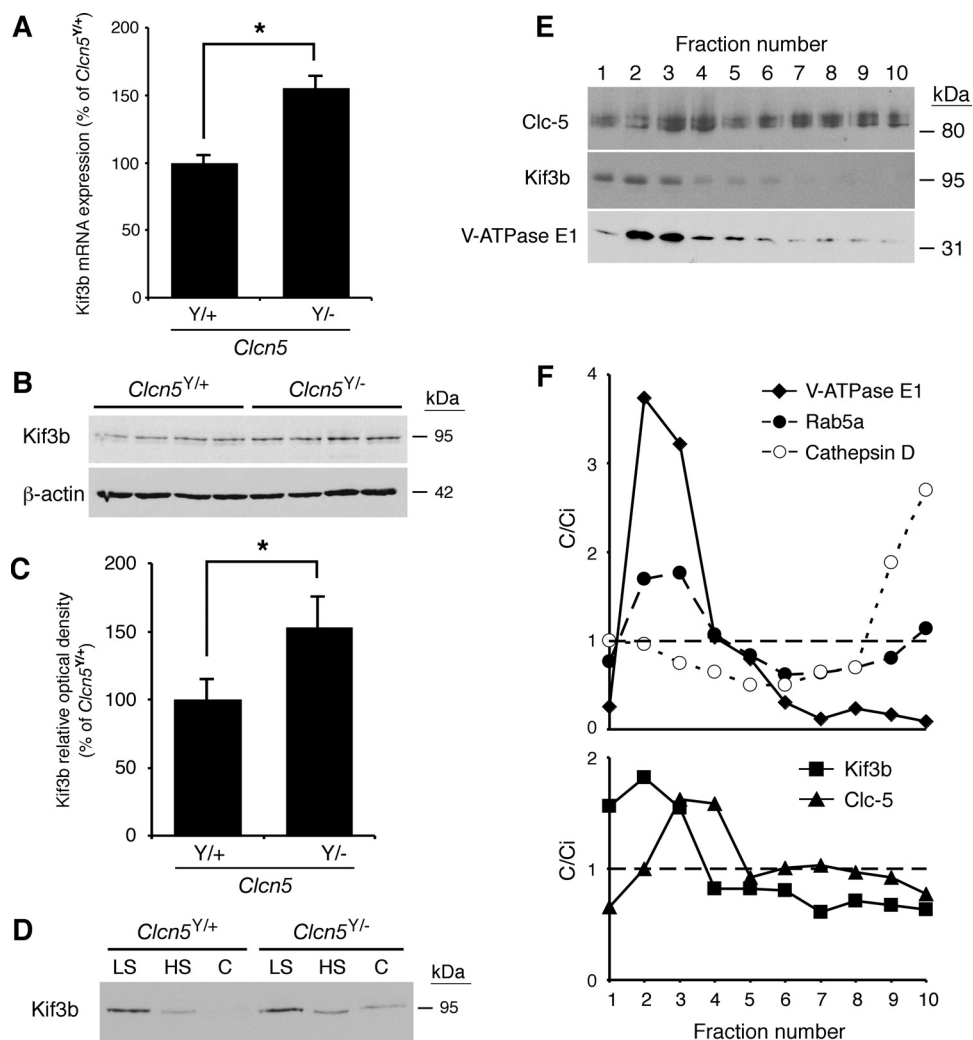 A
Kif3b mRNA expression (% of Clcn5Y/+)
200
150
100
50
0
*
Y/+ Y/-
Clcn5
B
Clcn5Y/+ Clcn5Y/-
kDa
Kif3b
95
β-actin
42
C
Kif3b relative optical density
(% of Clcn5Y/+)
200
150
100
50
0
*
Y/+ Y/-
Clcn5
D
Clcn5Y/+ Clcn5Y/-
LS HS C LS HS C
kDa
Kif3b
95
E
Fraction number
1 2 3 4 5 6 7 8 9 10
kDa
Clc-5
80
Kif3b
95
V-ATPase E1
31
F
C/Ci
4
3
2
1
0
V-ATPase E1
Rab5a
Cathepsin D
C/Ci
2
1
0
Kif3b
Clc-5
1 2 3 4 5 6 7 8 9 10
Fraction number